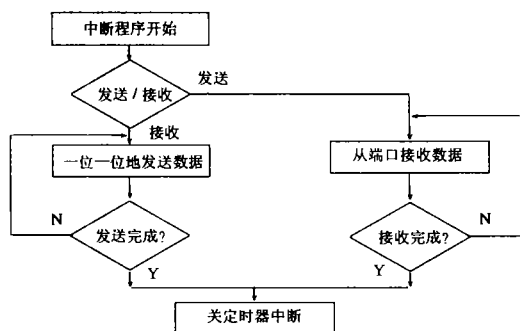 中断程序开始
发送 / 接收
发送
接收
一位一位地发送数据
从端口接收数据
N
N
发送完成?
接收完成?
Y
Y
关定时器中断